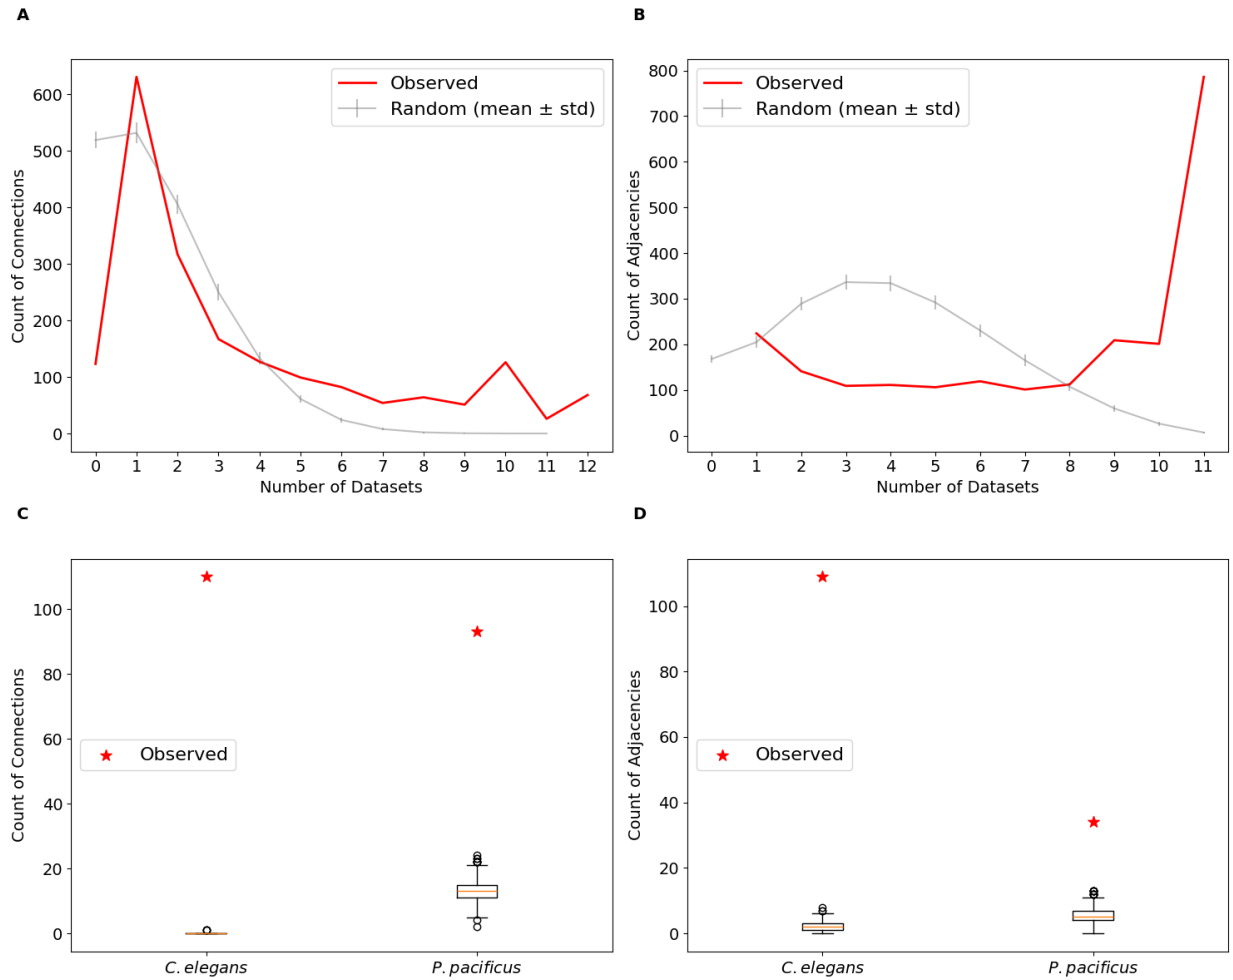 A
Observed
Random (mean ± std)
Count of Connections
600
500
400
300
200
100
0
0 1 2 3 4 5 6 7 8 9 10 11 12
Number of Datasets
B
Observed
Random (mean ± std)
Count of Adjacencies
800
700
600
500
400
300
200
100
0
0 1 2 3 4 5 6 7 8 9 10 11
Number of Datasets
C
Observed
Count of Connections
100
80
60
40
20
0
C. elegans P. pacificus
D
Observed
Count of Adjacencies
100
80
60
40
20
0
C. elegans P. pacificus